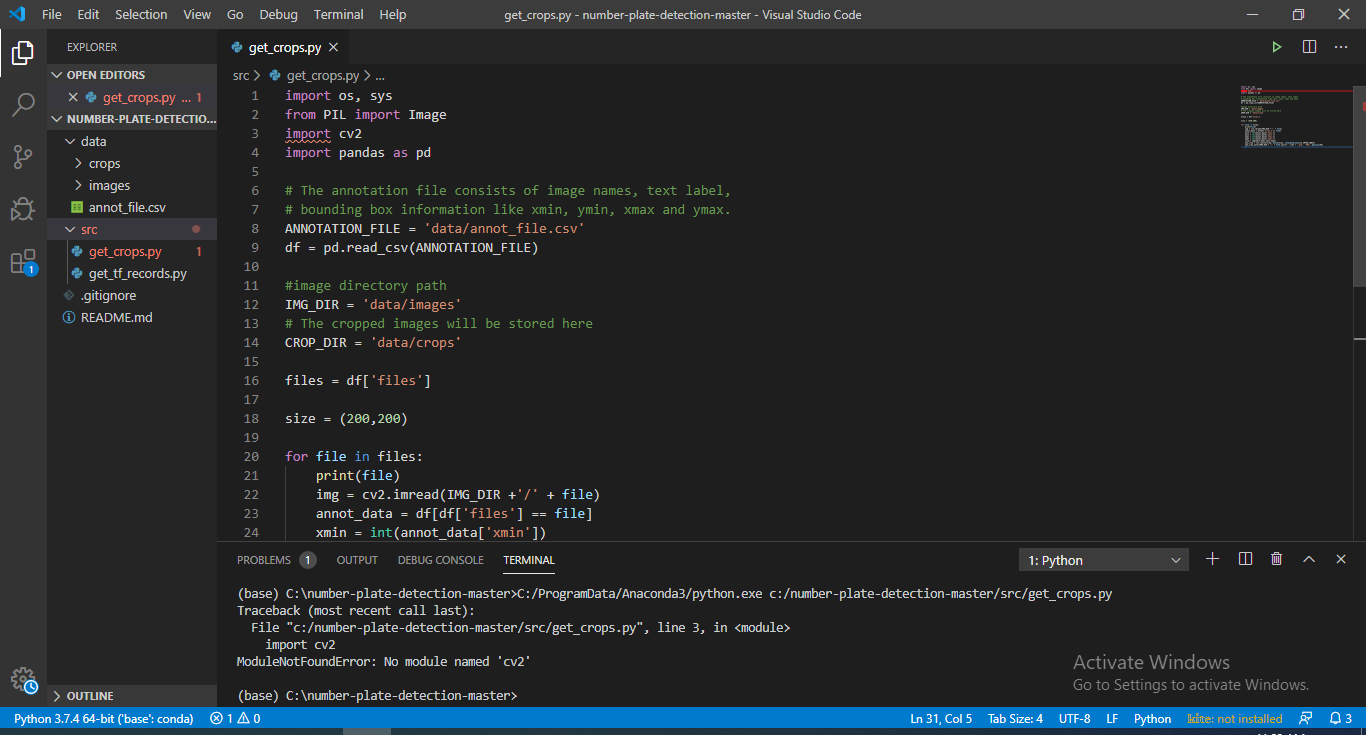 File Edit Selection View Go Debug Terminal Help
get_crops.py - number-plate-detection-master - Visual Studio Code
EXPLORER
OPEN EDITORS
get_crops.py ... 1
NUMBER-PLATE-DETECTIO...
data
crops
images
annot_file.csv
src
get_crops.py 1
get_tf_records.py
.gitignore
README.md
OUTLINE
1
get_crops.py
src > get_crops.py > ...
1 import os, sys
2 from PIL import Image
3 import cv2
4 import pandas as pd
5
6 # The annotation file consists of image names, text label,
7 # bounding box information like xmin, ymin, xmax and ymax.
8 ANNOTATION_FILE = 'data/annot_file.csv'
9 df = pd.read_csv(ANNOTATION_FILE)
10
11 #image directory path
12 IMG_DIR = 'data/images'
13 # The cropped images will be stored here
14 CROP_DIR = 'data/crops'
15
16 files = df['files']
17
18 size = (200,200)
19
20 for file in files:
21 print(file)
22 img = cv2.imread(IMG_DIR +'/' + file)
23 annot_data = df[df['files'] == file]
24 xmin = int(annot_data['xmin'])
PROBLEMS 1 OUTPUT DEBUG CONSOLE TERMINAL
1: Python
(base) C:\number-plate-detection-master>C:/ProgramData/Anaconda3/python.exe c:/number-plate-detection-master/src/get_crops.py
Traceback (most recent call last):
File "c:/number-plate-detection-master/src/get_crops.py", line 3, in <module>
import cv2
ModuleNotFoundError: No module named 'cv2'
(base) C:\number-plate-detection-master>
Activate Windows
Go to Settings to activate Windows.
Python 3.7.4 64-bit ('base': conda) 1 0
Ln 31, Col 5 Tab Size: 4 UTF-8 LF Python kite: not installed 3